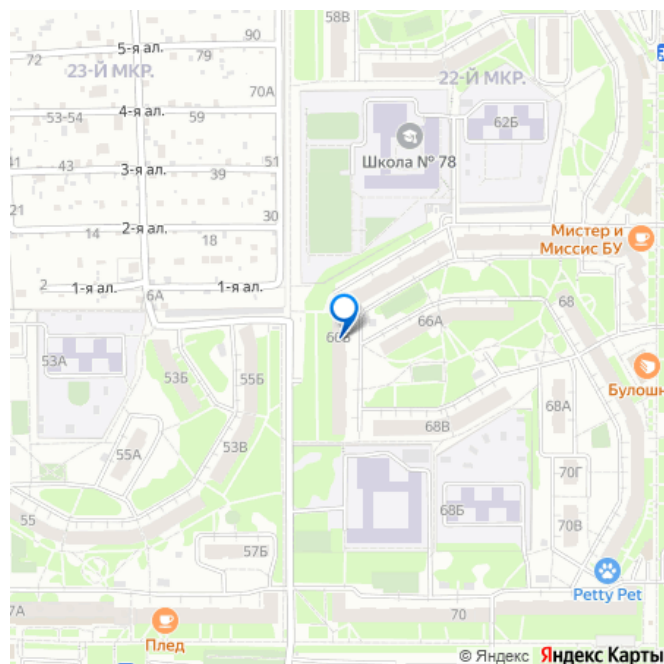 58В
90
5-я ал.
72
79
23-Й МКР.
22-Й МКР.
70А
4-я ал.
53-54
59
62Б
Школа № 78
41
43
3-я ал.
39
51
21
30
2-я ал.
14
18
Мистер и
Миссис БУ
2
1-я ал.
1-я ал.
6А
68
66А
53А
53Б
55Б
Булошн
68А
68В
53В
55А
70Г
55
68Б
70В
57Б
Petty Pet
7А
70
Плед
© Яндекс Яндекс Карты